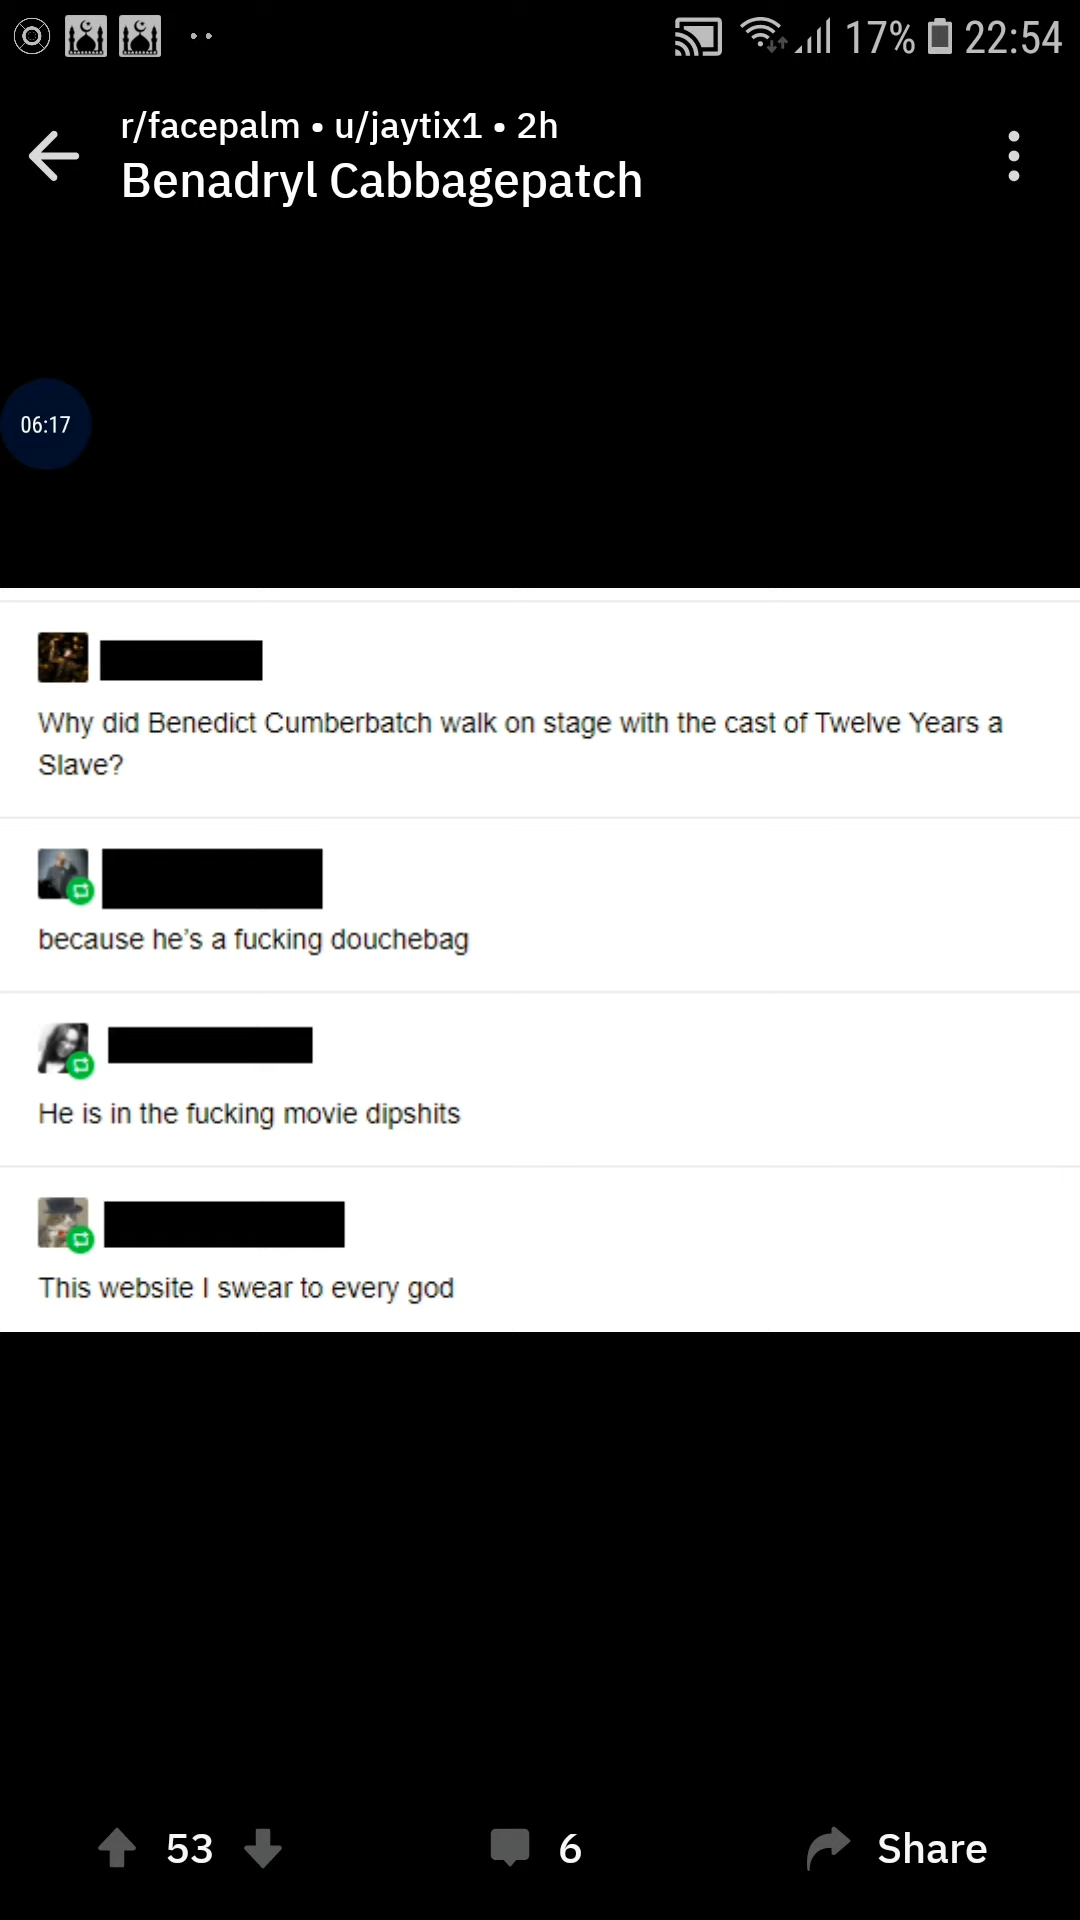 17% 22:54
r/facepalm • u/jaytix1 • 2h
Benadryl Cabbagepatch
06:17
Why did Benedict Cumberbatch walk on stage with the cast of Twelve Years a
Slave?
because he's a fucking douchebag
He is in the fucking movie dipshits
This website I swear to every god
53 6 Share